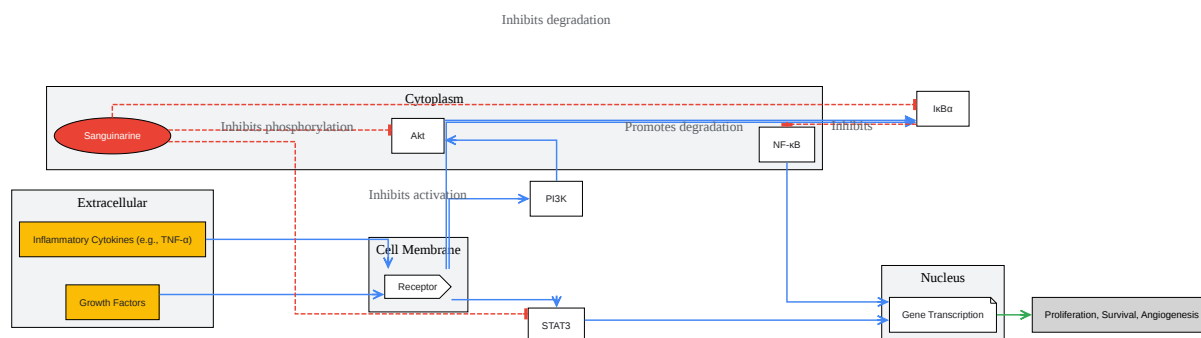 Inhibits degradation
Cytoplasm
IκBα
Sanguinarine
Inhibits phosphorylation
Akt
Promotes degradation
Inhibits
NF-κB
Inhibits activation
PI3K
Extracellular
Inflammatory Cytokines (e.g., TNF-α)
Cell Membrane
Receptor
Growth Factors
Nucleus
Gene Transcription
Proliferation, Survival, Angiogenesis
STAT3